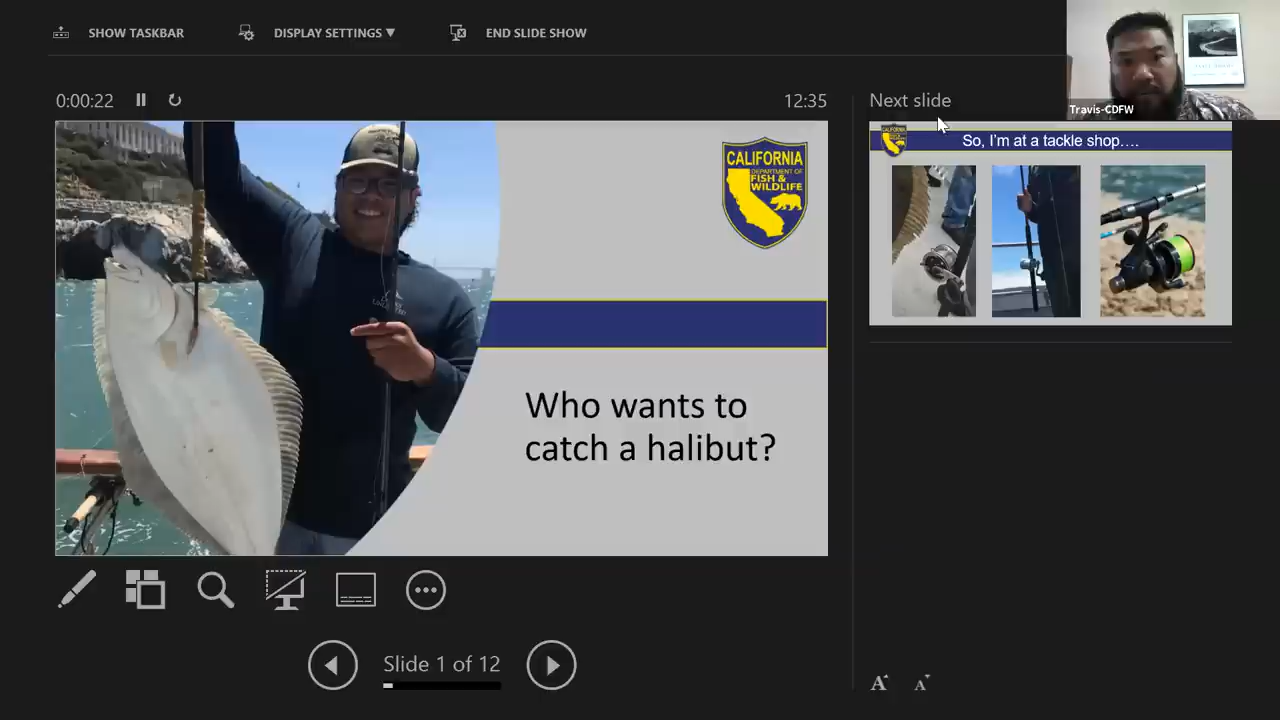 SHOW TASKBAR
DISPLAY SETTINGS ▼
END SLIDE SHOW
Travis-CDFW
0:00:22
12:35
Next slide
CALIFORNIA
DEPARTMENT OF
FISH &
WILDLIFE
Who wants to
catch a halibut?
CALIFORNIA
So, I'm at a tackle shop….
Slide 1 of 12
A
A